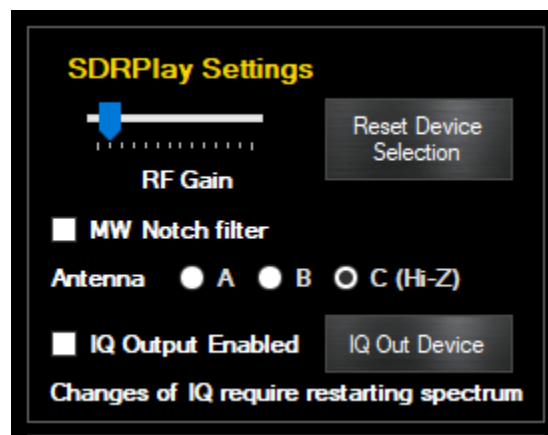 SDRPlay Settings
Reset Device
Selection
RF Gain
MW Notch filter
Antenna A B C (Hi-Z)
IQ Output Enabled IQ Out Device
Changes of IQ require restarting spectrum